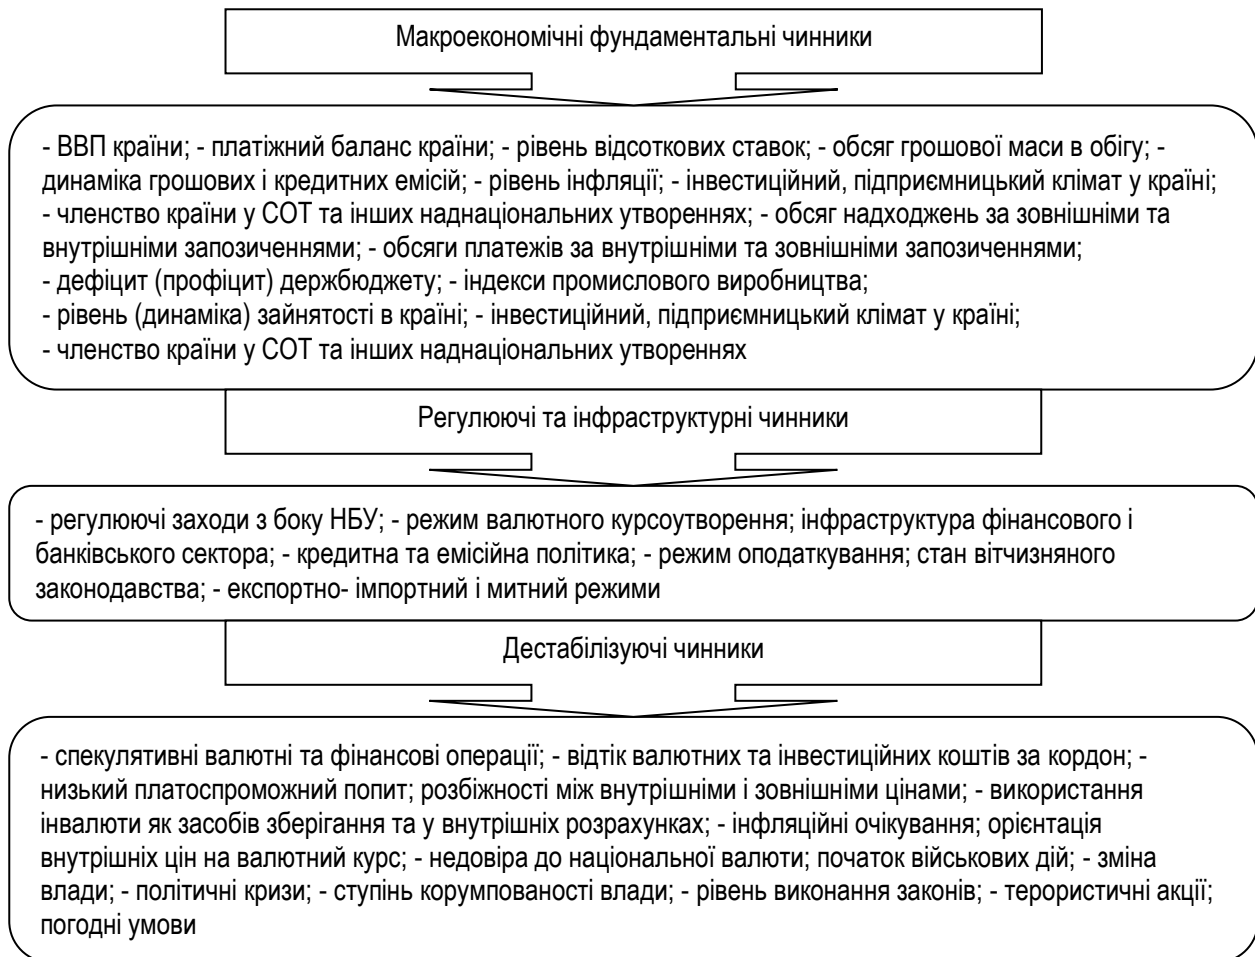 Макроекономічні фундаментальні чинники
- ВВП країни; - платіжний баланс країни; - рівень відсоткових ставок; - обсяг грошової маси в обігу; -
динаміка грошових і кредитних емісій; - рівень інфляції; - інвестиційний, підприємницький клімат у країні;
- членство країни у СОТ та інших наднаціональних утвореннях; - обсяг надходжень за зовнішніми та
внутрішніми запозиченнями; - обсяги платежів за внутрішніми та зовнішніми запозиченнями;
- дефіцит (профіцит) держбюджету; - індекси промислового виробництва;
- рівень (динаміка) зайнятості в країні; - інвестиційний, підприємницький клімат у країні;
- членство країни у СОТ та інших наднаціональних утвореннях
Регулюючі та інфраструктурні чинники
- регулюючі заходи з боку НБУ; - режим валютного курсоутворення; інфраструктура фінансового і
банківського сектора; - кредитна та емісійна політика; - режим оподаткування; стан вітчизняного
законодавства; - експортно- імпортний і митний режими
Дестабілізуючі чинники
- спекулятивні валютні та фінансові операції; - відтік валютних та інвестиційних коштів за кордон; -
низький платоспроможний попит; розбіжності між внутрішніми і зовнішніми цінами; - використання
інвалюти як засобів зберігання та у внутрішніх розрахунках; - інфляційні очікування; орієнтація
внутрішніх цін на валютний курс; - недовіра до національної валюти; початок військових дій; - зміна
влади; - політичні кризи; - ступінь корумпованості влади; - рівень виконання законів; - терористичні акції;
погодні умови